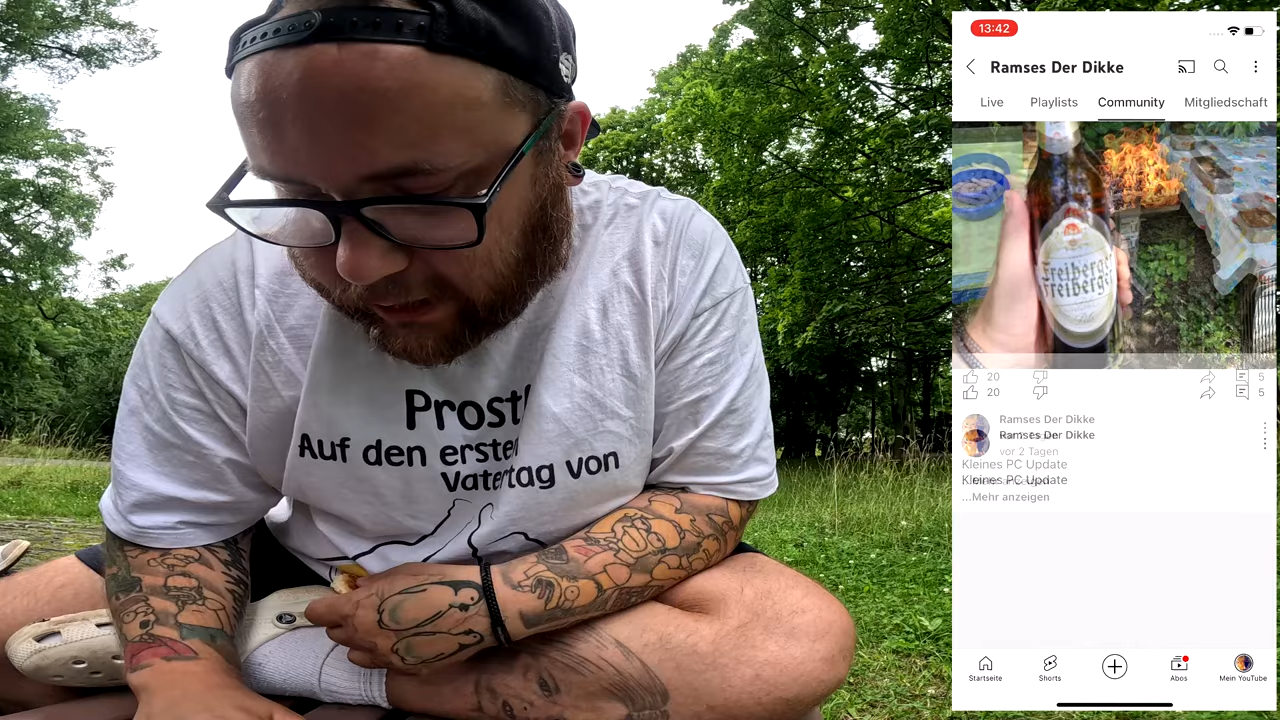 Prost!
Auf den ersten
Vatertag von
13:42
Ramses Der Dikke
Live Playlists Community Mitgliedschaft
Freiberger
Freiberger
20 5
20 5
Ramses Der Dikke
Ramses Der Dikke
vor 2 Tagen
Kleines PC Update
Kleines PC Update
...Mehr anzeigen
Startseite Shorts Abos Mein YouTube